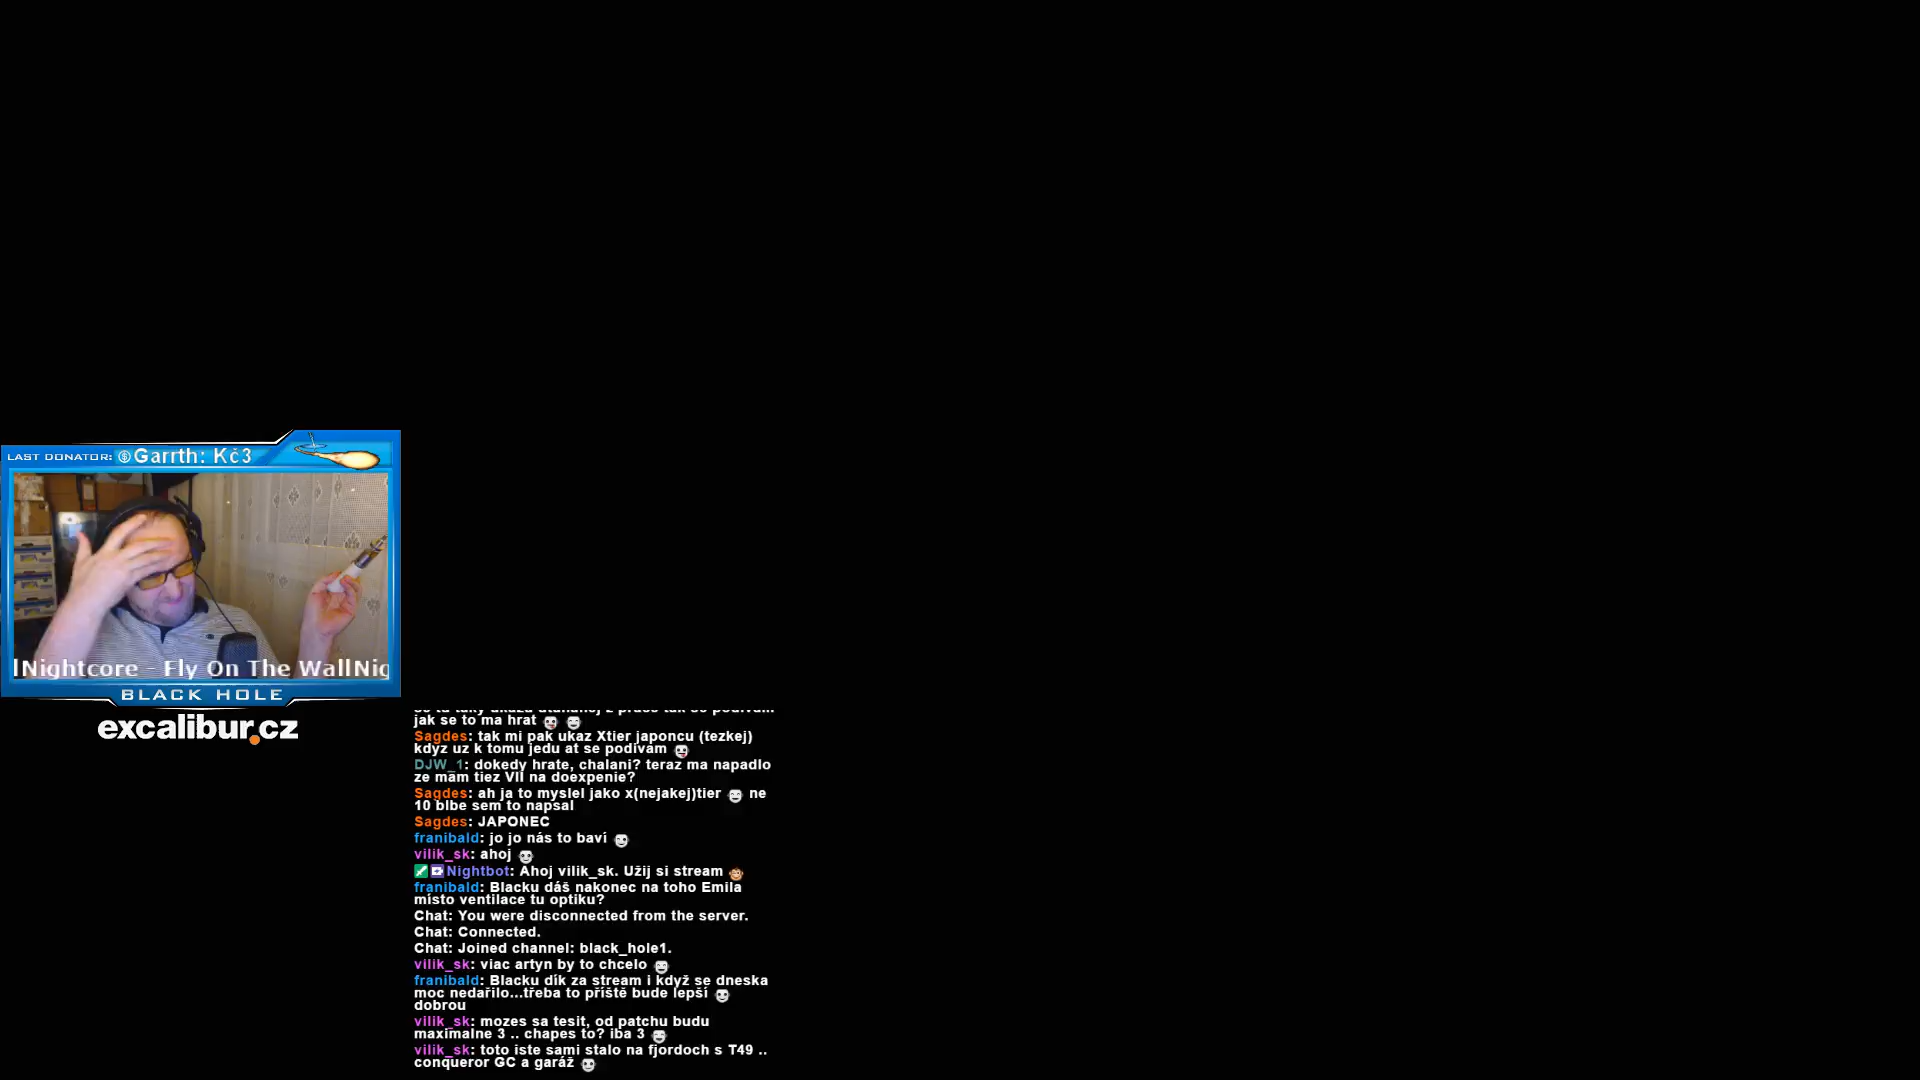 LAST DONATOR: Garrth: Kč3
lNightcore - Fly On The WallNig
BLACK HOLE
excalibur.cz
jak se to ma hrat
Sagdes: tak mi pak ukaz Xtier japoncu (tezkej)
kdyz uz k tomu jedu at se podivam
DJW_1: dokedy hrate, chalani? teraz ma napadlo
ze mam tiez VII na doexpenie?
Sagdes: ah ja to myslel jako x(nejakej)tier ne
10 blbe sem to napsal
Sagdes: JAPONEC
franibald: jo jo nás to baví
vilik_sk: ahoj
Nightbot: Ahoj vilik_sk. Užij si stream
franibald: Blacku dáš nakonec na toho Emila
místo ventilace tu optiku?
Chat: You were disconnected from the server.
Chat: Connected.
Chat: Joined channel: black_hole1.
vilik_sk: viac artyn by to chcelo
franibald: Blacku dík za stream i když se dneska
moc nedařilo...třeba to příště bude lepší
dobrou
vilik_sk: mozes sa tesit, od patchu budu
maximalne 3 .. chapes to? iba 3
vilik_sk: toto iste sami stalo na fjordoch s T49 ..
conqueror GC a garáž